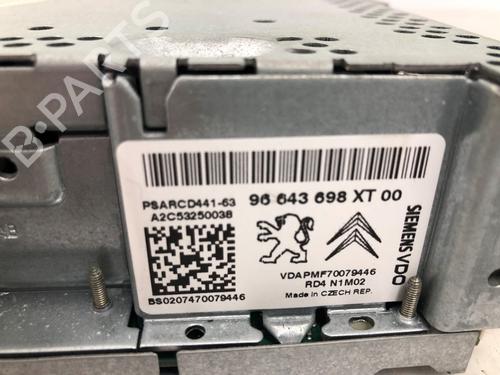 B-PARTS
PSARCD441-63 96 643 698 XT 00
A2C53250038
SIEMENS VDO
VDAPMF70079446
RD4 N1M02
Made in CZECH REP.
BS0207470079446